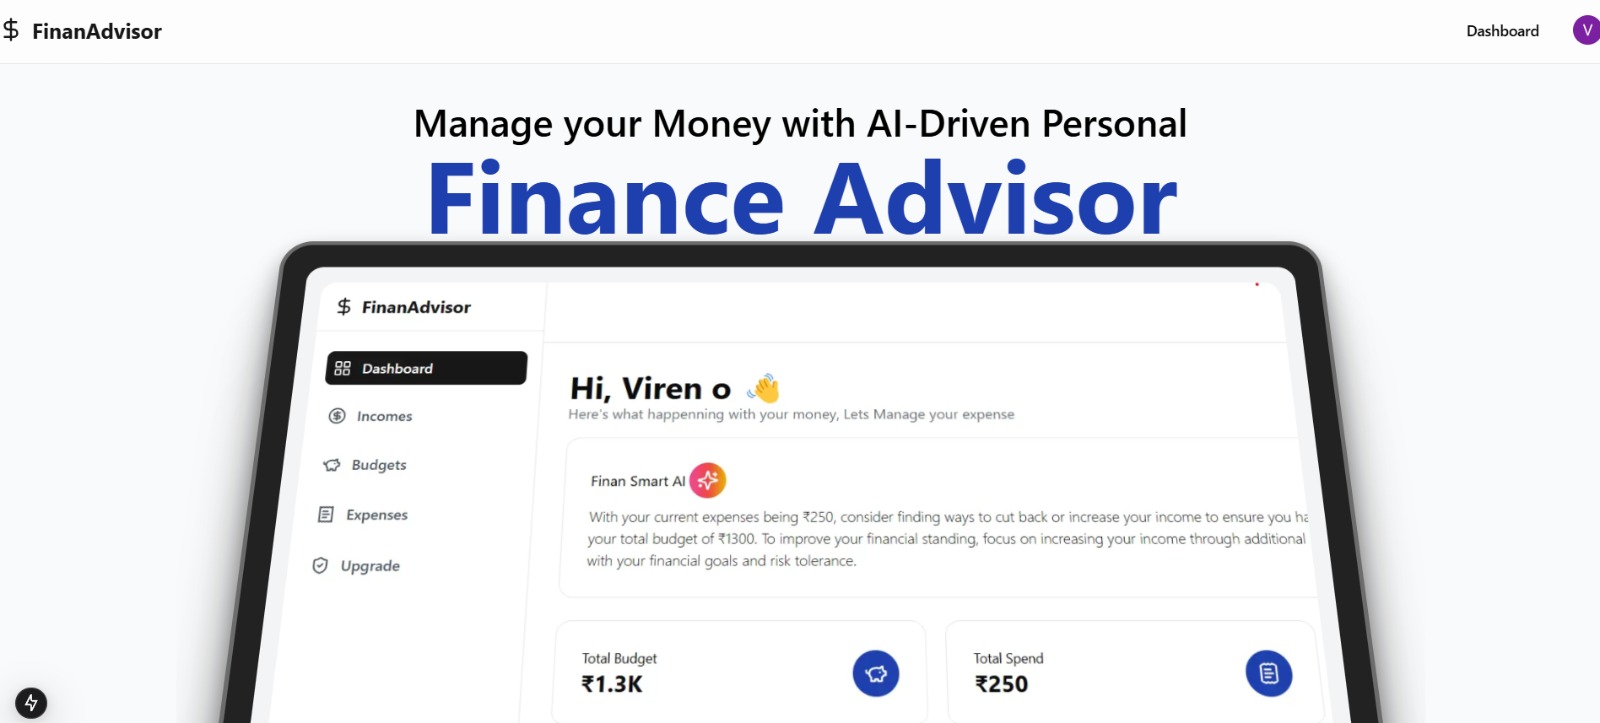 FinanAdvisor
Dashboard
V
Manage your Money with AI-Driven Personal
Finance Advisor
FinanAdvisor
Dashboard
Incomes
Budgets
Expenses
Upgrade
Hi, Viren o 👋
Here's what happenning with your money, Lets Manage your expense
Finan Smart AI
With your current expenses being ₹250, consider finding ways to cut back or increase your income to ensure you
your total budget of ₹1300. To improve your financial standing, focus on increasing your income through additional
with your financial goals and risk tolerance.
Total Budget
₹1.3K
Total Spend
₹250